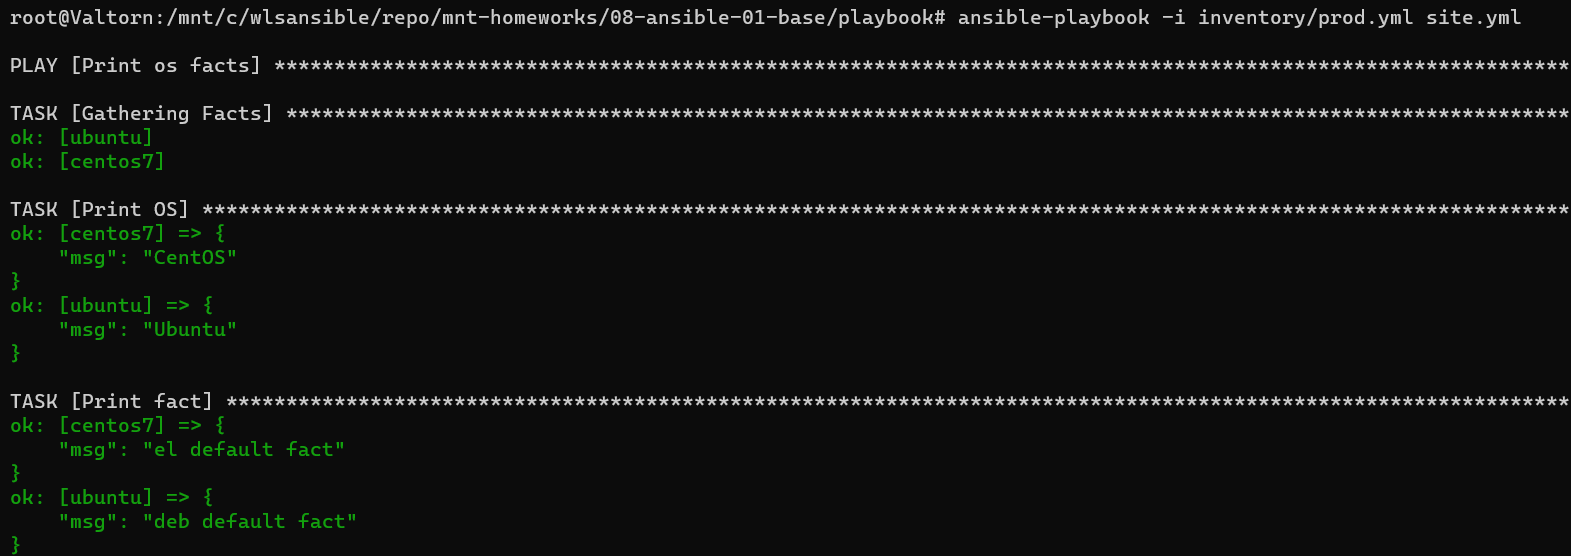 root@Valtorn:/mnt/c/wlsansible/repo/mnt-homeworks/08-ansible-01-base/playbook# ansible-playbook -i inventory/prod.yml site.yml
PLAY [Print os facts] ************************************************************************************************************
TASK [Gathering Facts] ***********************************************************************************************************
ok: [ubuntu]
ok: [centos7]
TASK [Print OS] ******************************************************************************************************************
ok: [centos7] => {
    "msg": "CentOS"
}
ok: [ubuntu] => {
    "msg": "Ubuntu"
}
TASK [Print fact] ****************************************************************************************************************
ok: [centos7] => {
    "msg": "el default fact"
}
ok: [ubuntu] => {
    "msg": "deb default fact"
}